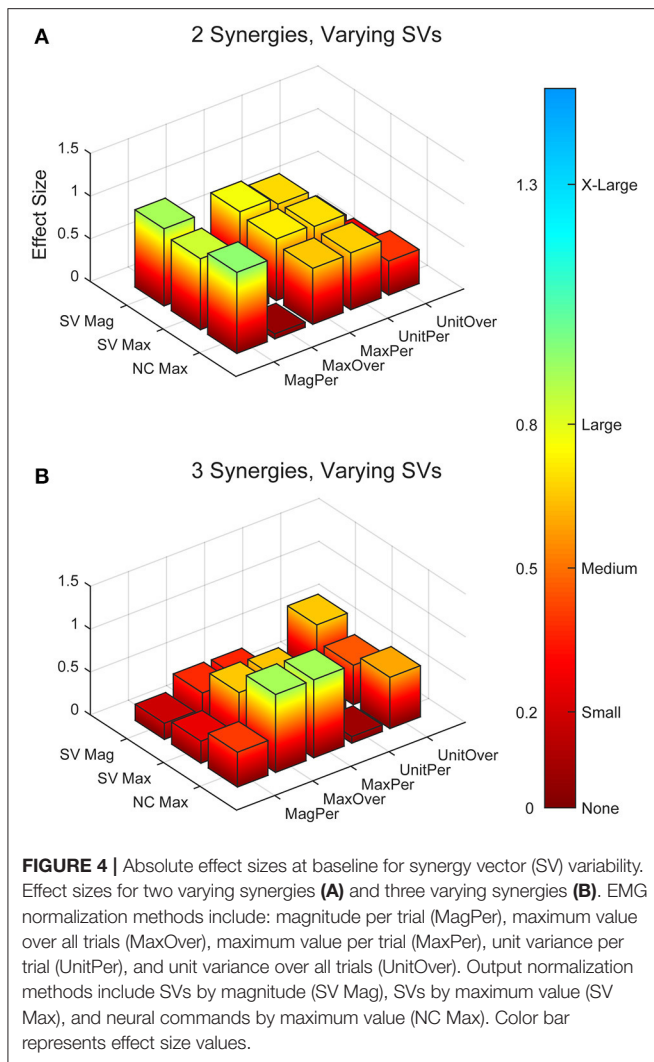 A
2 Synergies, Varying SVs
1.5
1
0.5
0
Effect Size
SV Mag
SV Max
NC Max
MagPer
MaxOver
MaxPer
UnitPer
UnitOver
B
3 Synergies, Varying SVs
1.5
1
0.5
0
SV Mag
SV Max
NC Max
MagPer
MaxOver
MaxPer
UnitPer
UnitOver
1.3 X-Large
0.8 Large
0.5 Medium
0.2 Small
0 None
FIGURE 4 | Absolute effect sizes at baseline for synergy vector (SV) variability.
Effect sizes for two varying synergies (A) and three varying synergies (B). EMG
normalization methods include: magnitude per trial (MagPer), maximum value
over all trials (MaxOver), maximum value per trial (MaxPer), unit variance per
trial (UnitPer), and unit variance over all trials (UnitOver). Output normalization
methods include SVs by magnitude (SV Mag), SVs by maximum value (SV
Max), and neural commands by maximum value (NC Max). Color bar
represents effect size values.